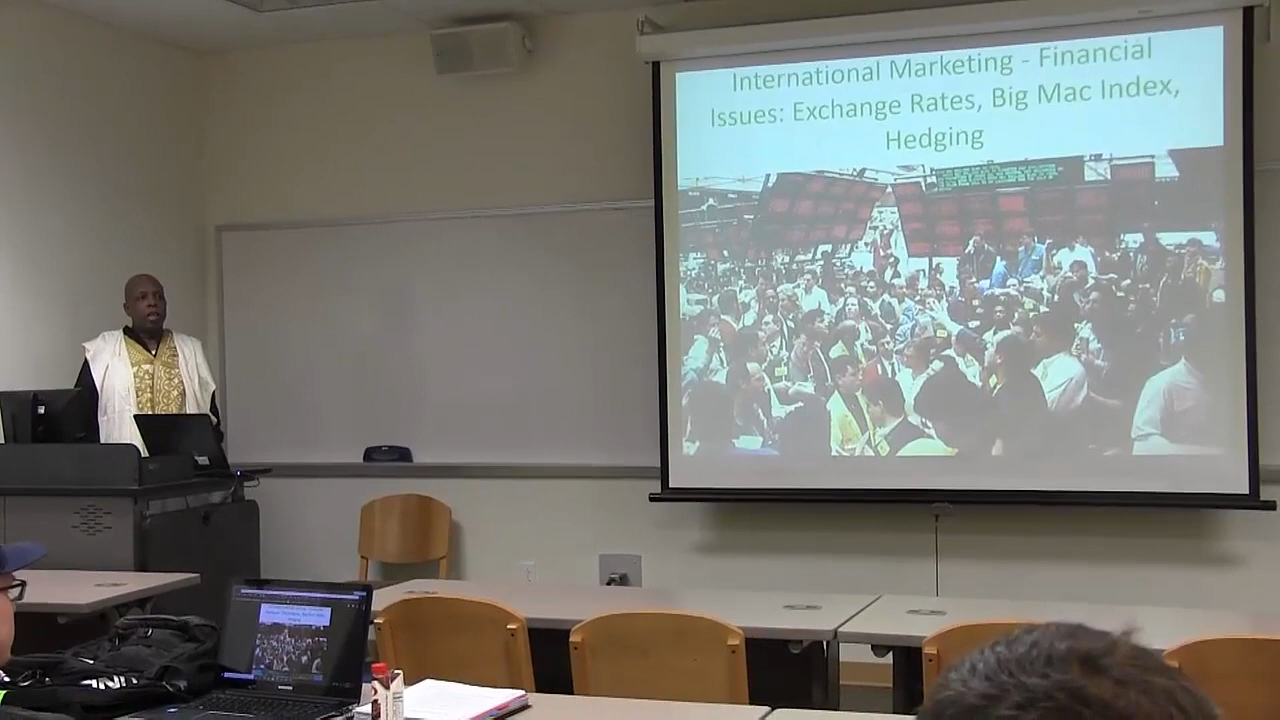 International Marketing - Financial
Issues: Exchange Rates, Big Mac Index,
Hedging